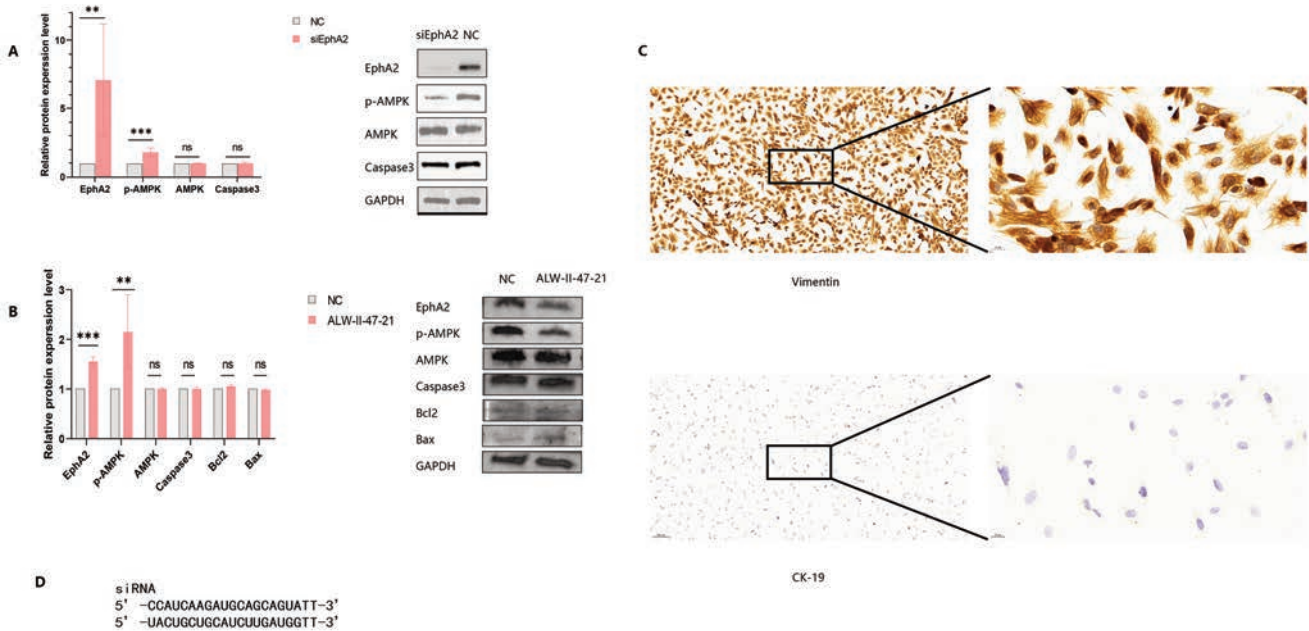 A
Relative protein experssion level
10
5
0
**
***
ns
ns
EphA2
p-AMPK
AMPK
Caspase3
NC
siEphA2
siEphA2 NC
EphA2
p-AMPK
AMPK
Caspase3
GAPDH
B
Relative protein experssion level
3
2
1
0
***
**
ns
ns
ns
ns
EphA2
p-AMPK
AMPK
Caspase3
Bcl2
Bax
NC
ALW-II-47-21
NC ALW-II-47-21
EphA2
p-AMPK
AMPK
Caspase3
Bcl2
Bax
GAPDH
C
Vimentin
CK-19
D
siRNA
5' -CCAUCAAGAUGCAGCAGUATT-3'
5' -UACUGCUGCAUCUUGAUGGTT-3'